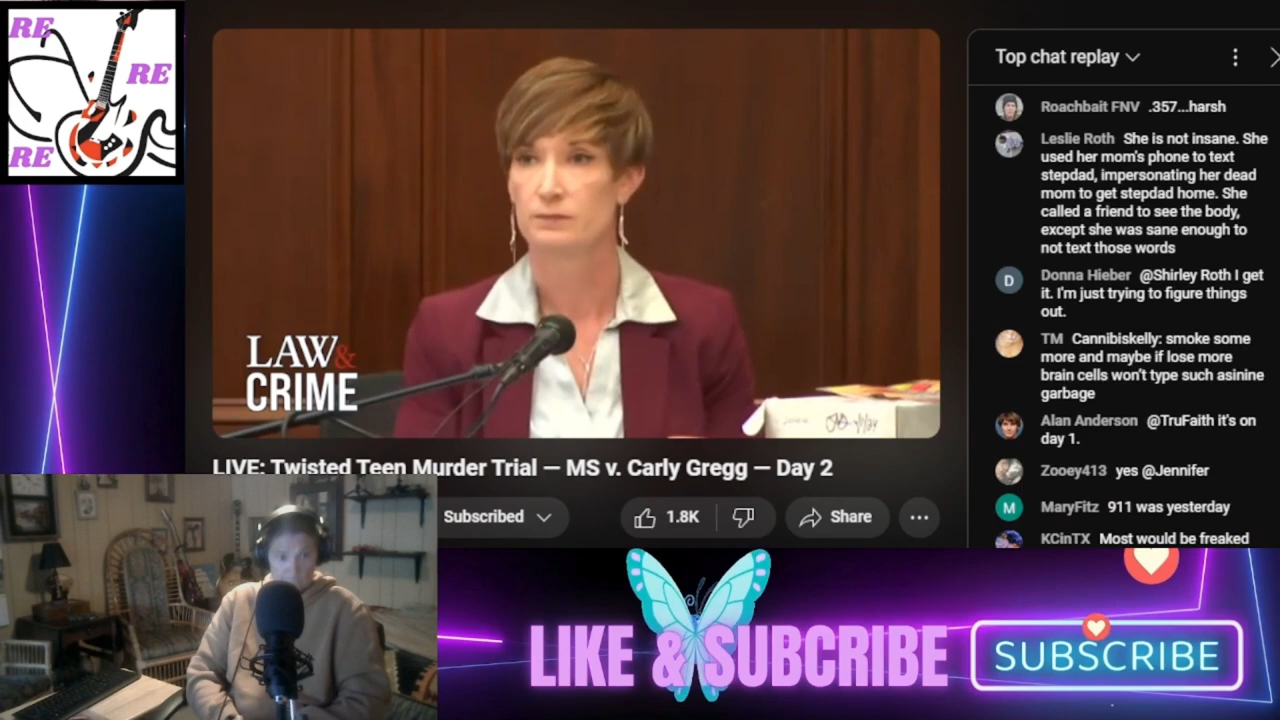 RE
RE
RE
LAW&
CRIME
LIVE: Twisted Teen Murder Trial — MS v. Carly Gregg — Day 2
Subscribed
1.8K
Share
Top chat replay
Roachbait FNV .357...harsh
Leslie Roth She is not insane. She
used her mom's phone to text
stepdad, impersonating her dead
mom to get stepdad home. She
called a friend to see the body,
except she was sane enough to
not text those words
D
Donna Hieber @Shirley Roth I get
it. I'm just trying to figure things
out.
TM Cannibiskelly: smoke some
more and maybe if lose more
brain cells won't type such asinine
garbage
Alan Anderson @TruFaith it's on
day 1.
Zooey413 yes @Jennifer
M
MaryFitz 911 was yesterday
KCinTX Most would be freaked
LIKE & SUBCRIBE
SUBSCRIBE